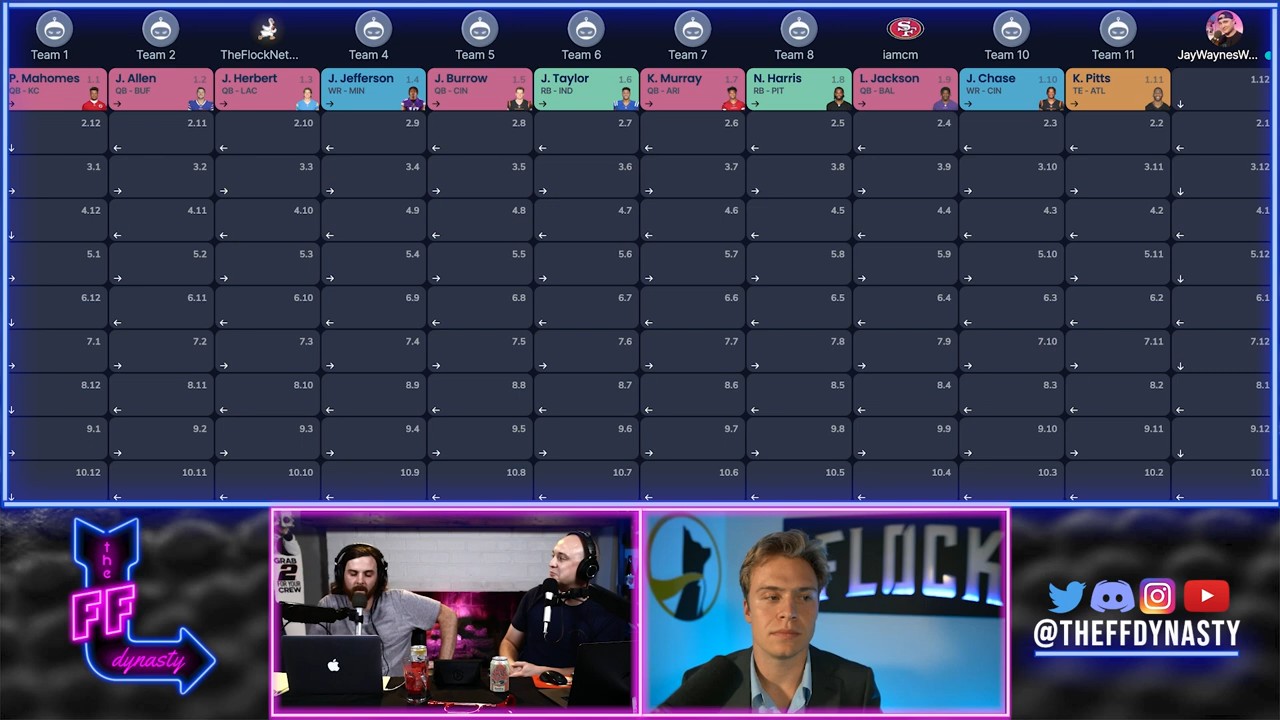 Team 1 Team 2 TheFlockNet... Team 4 Team 5 Team 6 Team 7 Team 8 iamcm Team 10 Team 11 JayWaynesW...
P. Mahomes 1.1 J. Allen 1.2 J. Herbert 1.3 J. Jefferson 1.4 J. Burrow 1.5 J. Taylor 1.6 K. Murray 1.7 N. Harris 1.8 L. Jackson 1.9 J. Chase 1.10 K. Pitts 1.11 1.12
QB - KC QB - BUF QB - LAC WR - MIN QB - CIN RB - IND QB - ARI RB - PIT QB - BAL WR - CIN TE - ATL
2.12 2.11 2.10 2.9 2.8 2.7 2.6 2.5 2.4 2.3 2.2 2.1
3.1 3.2 3.3 3.4 3.5 3.6 3.7 3.8 3.9 3.10 3.11 3.12
4.12 4.11 4.10 4.9 4.8 4.7 4.6 4.5 4.4 4.3 4.2 4.1
5.1 5.2 5.3 5.4 5.5 5.6 5.7 5.8 5.9 5.10 5.11 5.12
6.12 6.11 6.10 6.9 6.8 6.7 6.6 6.5 6.4 6.3 6.2 6.1
7.1 7.2 7.3 7.4 7.5 7.6 7.7 7.8 7.9 7.10 7.11 7.12
8.12 8.11 8.10 8.9 8.8 8.7 8.6 8.5 8.4 8.3 8.2 8.1
9.1 9.2 9.3 9.4 9.5 9.6 9.7 9.8 9.9 9.10 9.11 9.12
10.12 10.11 10.10 10.9 10.8 10.7 10.6 10.5 10.4 10.3 10.2 10.1
the
FF
dynasty
GRAB
2
FOR YOUR
CREW
FLOCK
@THEFFDYNASTY